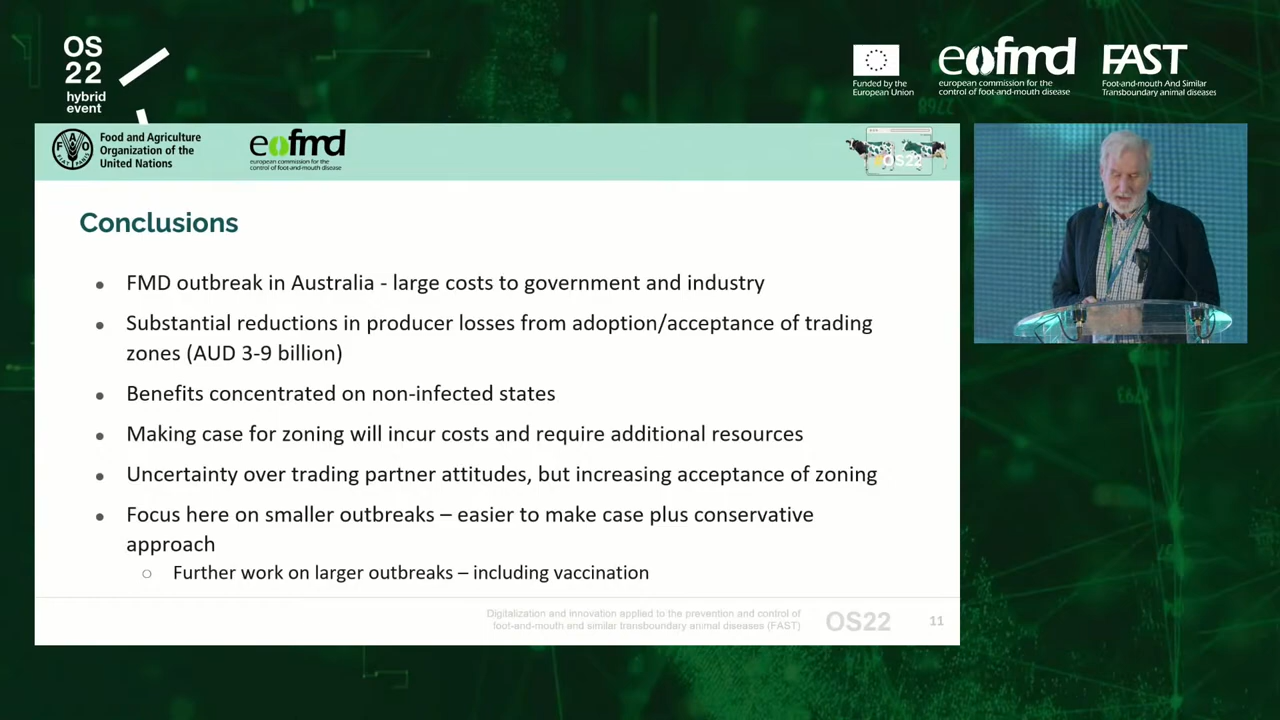 OS
22
hybrid
event
Funded by the
European Union
eofmd
european commission for the
control of foot-and-mouth disease
FAST
Foot-and-mouth And Similar
Transboundary animal diseases
Food and Agriculture
Organization of the
United Nations
eofmd
european commission for the
control of foot-and-mouth disease
OS22
Conclusions
● FMD outbreak in Australia - large costs to government and industry
● Substantial reductions in producer losses from adoption/acceptance of trading
zones (AUD 3-9 billion)
● Benefits concentrated on non-infected states
● Making case for zoning will incur costs and require additional resources
● Uncertainty over trading partner attitudes, but increasing acceptance of zoning
● Focus here on smaller outbreaks – easier to make case plus conservative
approach
○ Further work on larger outbreaks – including vaccination
Digitalization and innovation applied to the prevention and control of
foot-and-mouth and similar transboundary animal diseases (FAST)
OS22
11